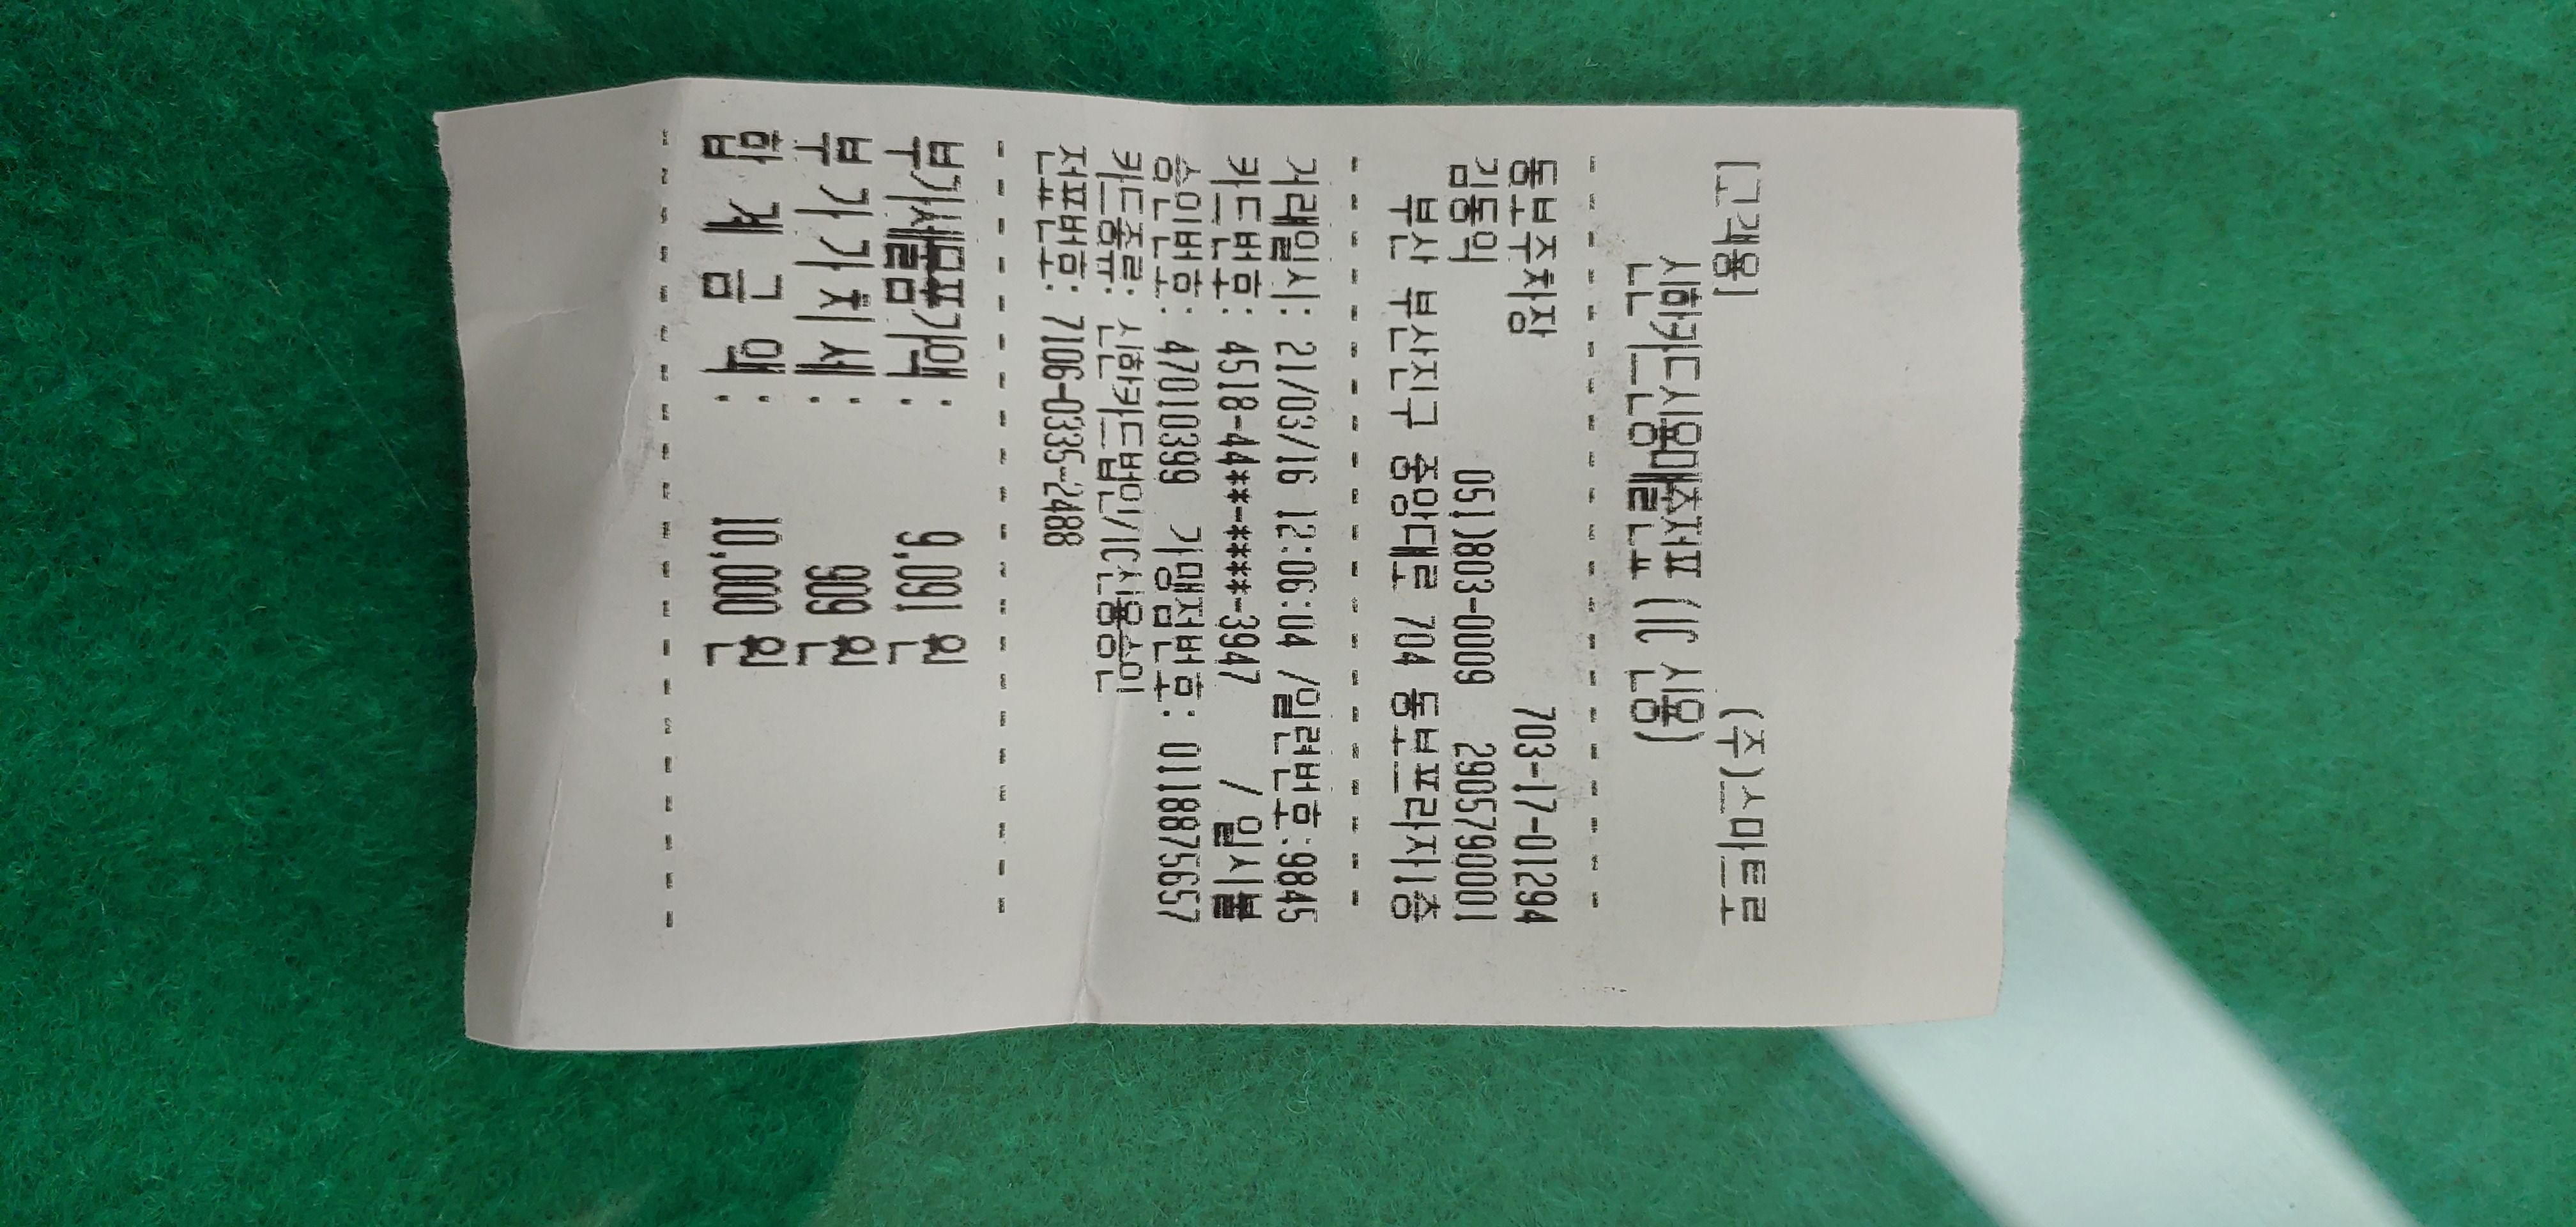 [고객용] (주)스마트로
신한카드신용매출전표 (IC 신용)
동보주차장 703-17-01294
김동억 051)803-0009 2905790001
부산 부산진구 중앙대로 704 동보프라자1층
거래일시: 21/03/16 12:06:04 /일련번호:9845
카드번호: 4518-44**-****-3947 / 일시불
승인번호: 47010399 가맹점번호: 0118875657
카드종류: 신한카드법인/IC신용승인
전표번호: 7106-0335-2488
부가세물품가액: 9,091 원
부 가 가 치 세: 909 원
합 계 금 액: 10,000 원